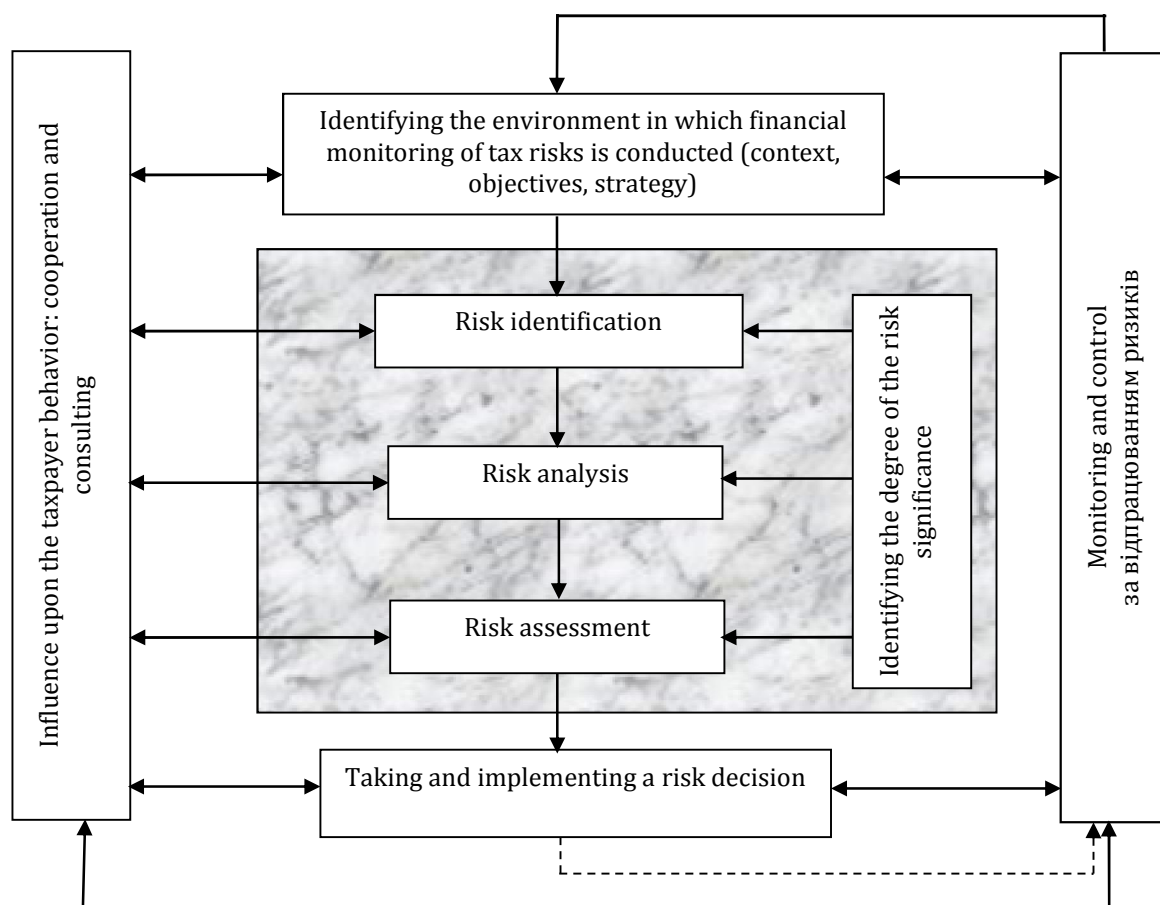 Influence upon the taxpayer behavior: cooperation and
consulting
Identifying the environment in which financial
monitoring of tax risks is conducted (context,
objectives, strategy)
Risk identification
Risk analysis
Risk assessment
Identifying the degree of the risk
significance
Taking and implementing a risk decision
Monitoring and control
за відпрацюванням ризиків